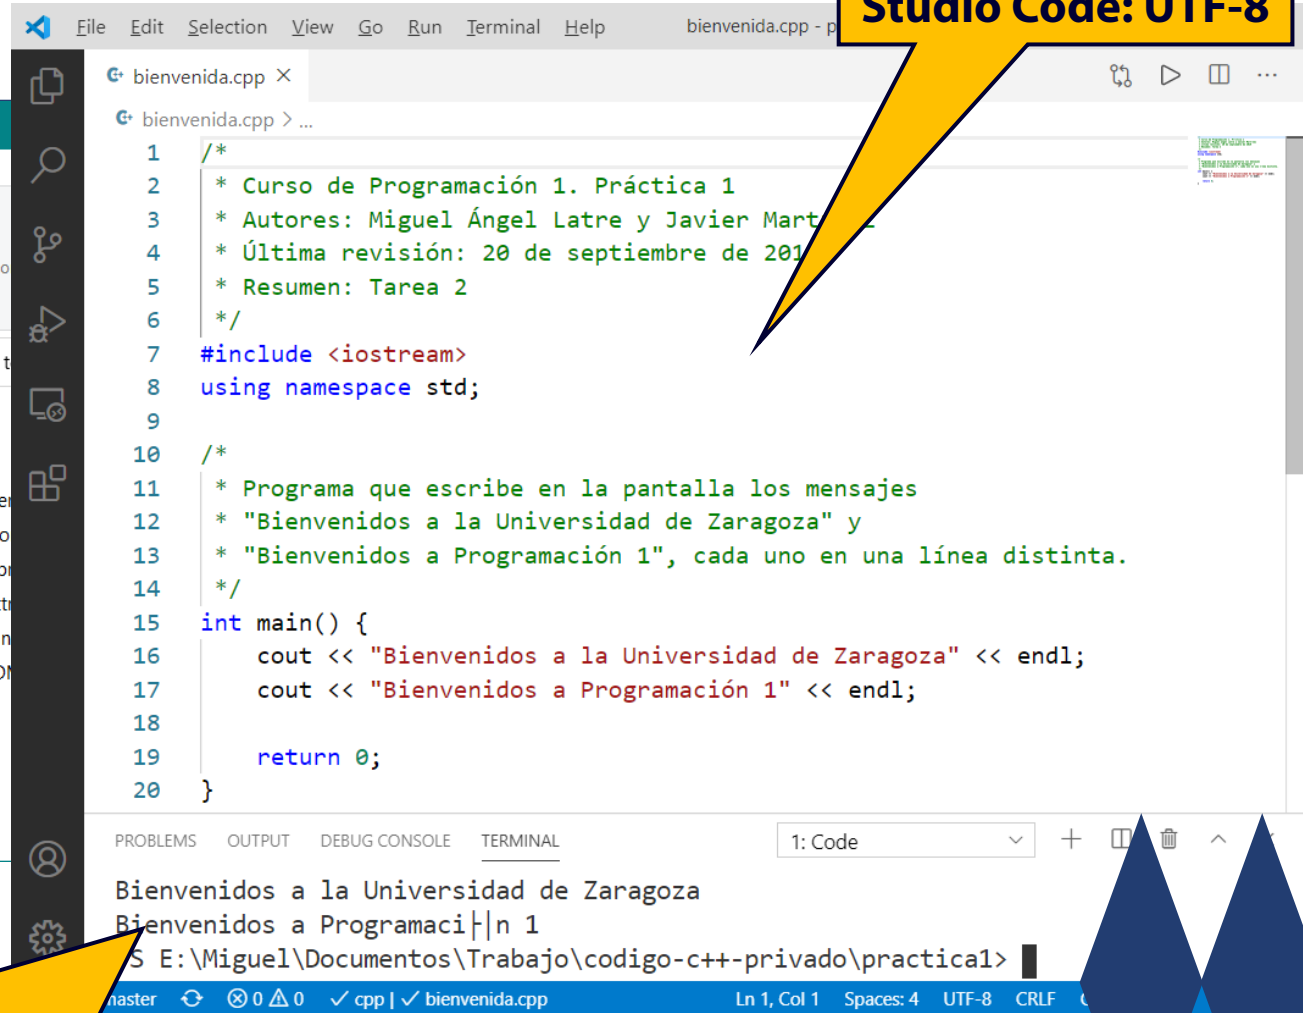 Studio Code: UTF-8
File Edit Selection View Go Run Terminal Help bienvenida.cpp - p
bienvenida.cpp
bienvenida.cpp > ...
1 /*
2 * Curso de Programación 1. Práctica 1
3 * Autores: Miguel Ángel Latre y Javier Mart
4 * Última revisión: 20 de septiembre de 201
5 * Resumen: Tarea 2
6 */
7 #include <iostream>
8 using namespace std;
9
10 /*
11 * Programa que escribe en la pantalla los mensajes
12 * "Bienvenidos a la Universidad de Zaragoza" y
13 * "Bienvenidos a Programación 1", cada uno en una línea distinta.
14 */
15 int main() {
16 cout << "Bienvenidos a la Universidad de Zaragoza" << endl;
17 cout << "Bienvenidos a Programación 1" << endl;
18
19 return 0;
20 }
PROBLEMS OUTPUT DEBUG CONSOLE TERMINAL 1: Code
Bienvenidos a la Universidad de Zaragoza
Bienvenidos a Programaci├│n 1
S E:\Miguel\Documentos\Trabajo\codigo-c++-privado\practica1>
master 0 0 cpp | bienvenida.cpp Ln 1, Col 1 Spaces: 4 UTF-8 CRLF